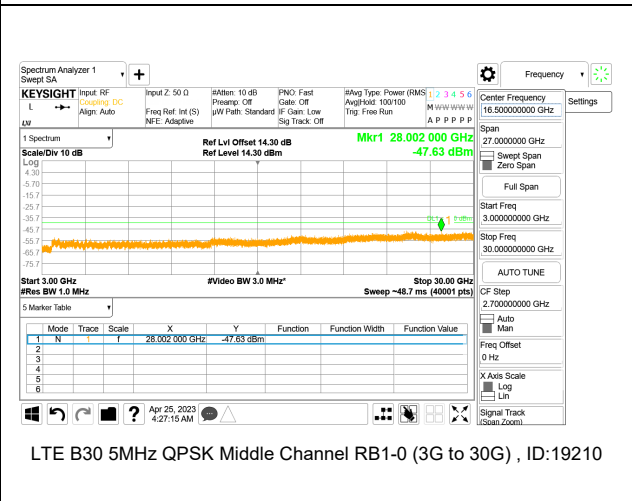 Spectrum Analyzer 1
Swept SA
Frequency
KEYSIGHT
L
LXI
Input: RF
Coupling: DC
Align: Auto
Input Z: 50 Ω
Freq Ref: Int (S)
NFE: Adaptive
#Atten: 10 dB
Preamp: Off
µW Path: Standard
PNO: Fast
Gate: Off
IF Gain: Low
Sig Track: Off
#Avg Type: Power (RMS
Avg|Hold: 100/100
Trig: Free Run
1 2 3 4 5 6
M W W W W W
A P P P P P
1 Spectrum
Scale/Div 10 dB
Ref Lvl Offset 14.30 dB
Ref Level 14.30 dBm
Mkr1 28.002 000 GHz
-47.63 dBm
Log
4.30
-5.70
-15.7
-25.7
-35.7
-45.7
-55.7
-65.7
-75.7
1
Start 3.00 GHz
#Video BW 3.0 MHz*
Stop 30.00 GHz
#Res BW 1.0 MHz
Sweep ~48.7 ms (40001 pts)
5 Marker Table
Mode Trace Scale X Y Function Function Width Function Value
1 N 1 f 28.002 000 GHz -47.63 dBm
2
3
4
5
6
Apr 25, 2023
4:27:15 AM
Center Frequency
16.500000000 GHz
Settings
Span
27.0000000 GHz
Swept Span
Zero Span
Full Span
Start Freq
3.000000000 GHz
Stop Freq
30.000000000 GHz
AUTO TUNE
CF Step
2.700000000 GHz
Auto
Man
Freq Offset
0 Hz
X Axis Scale
Log
Lin
Signal Track
(Span Zoom)
LTE B30 5MHz QPSK Middle Channel RB1-0 (3G to 30G) , ID:19210